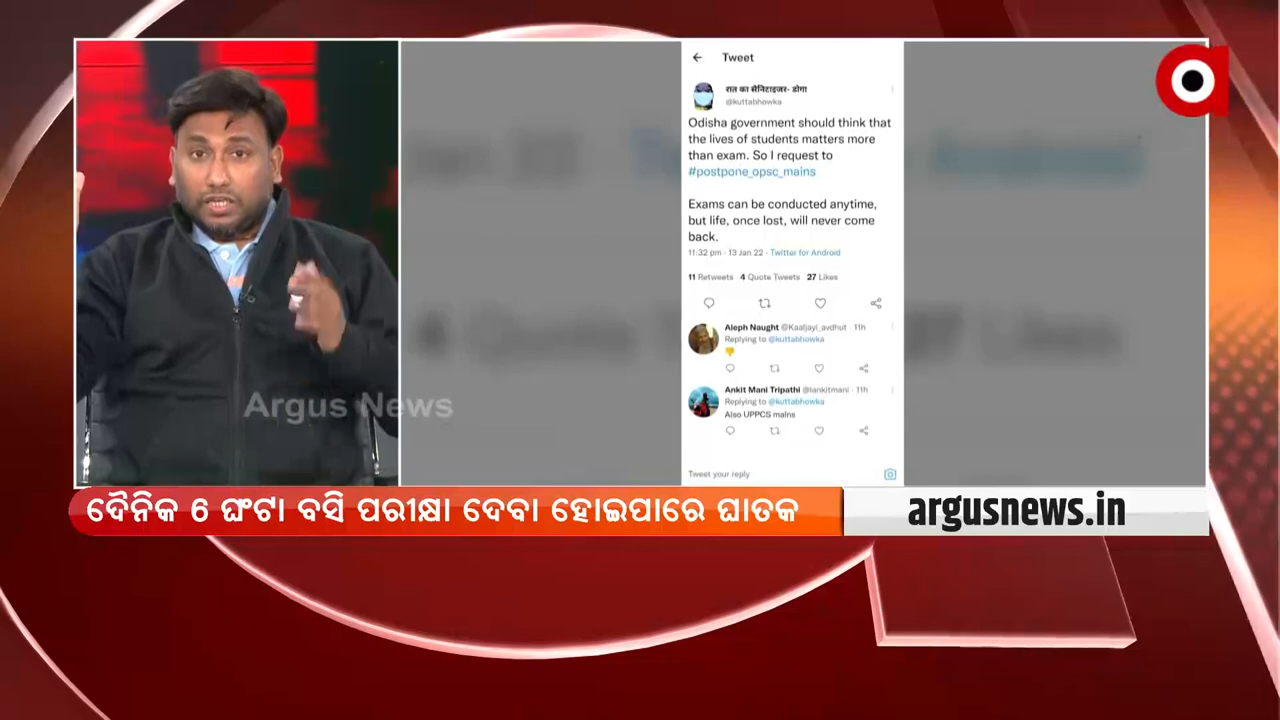 Tweet
रात का सैनिटाइजर- डोगा
@kuttabhowka
Odisha government should think that
the lives of students matters more
than exam. So I request to
#postpone_opsc_mains
Exams can be conducted anytime,
but life, once lost, will never come
back.
11:32 pm · 13 Jan 22 · Twitter for Android
11 Retweets 4 Quote Tweets 27 Likes
Aleph Naught @Kaaljayi_avdhut · 11h
Replying to @kuttabhowka
👎
Ankit Mani Tripathi @iankitmani · 11h
Replying to @kuttabhowka
Also UPPCS mains
Tweet your reply
Argus News
ଦୈନିକ 6 ଘଂଟା ବସି ପରୀକ୍ଷା ଦେବା ହୋଇପାରେ ଘାତକ
argusnews.in